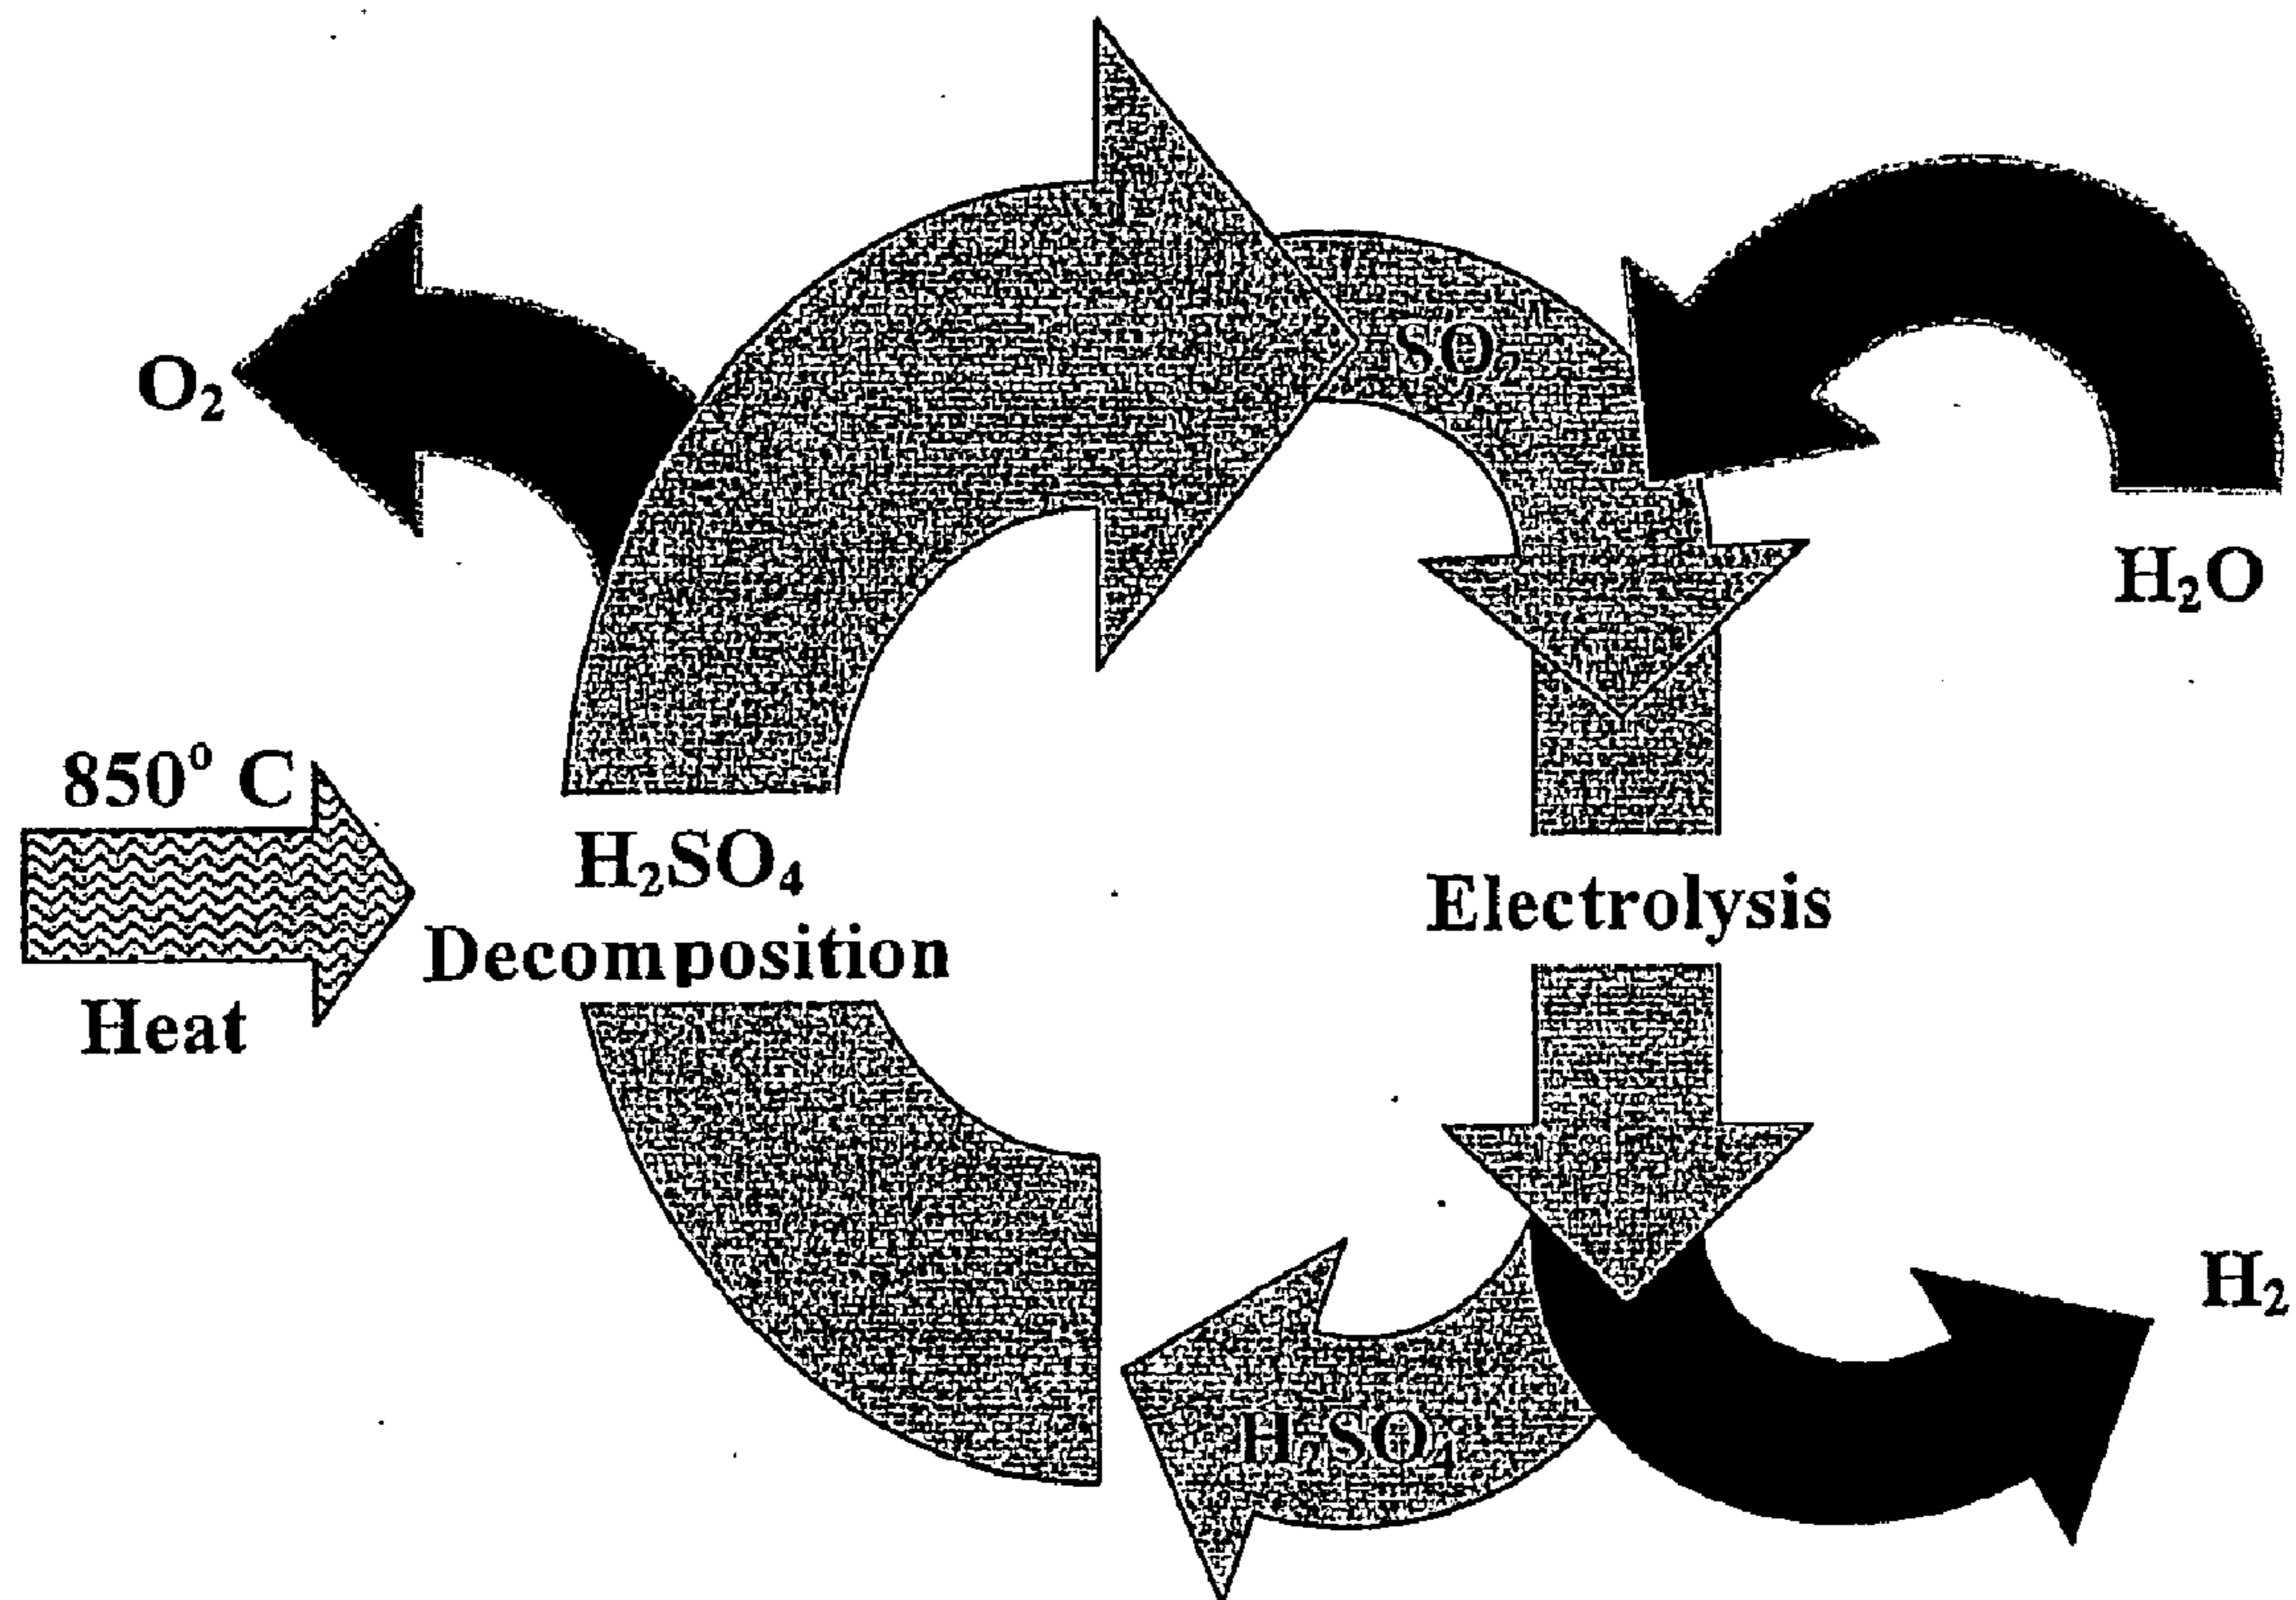 O₂
SO₂
H₂O
850° C
Heat
H₂SO₄
Decomposition
Electrolysis
H₂SO₄
H₂